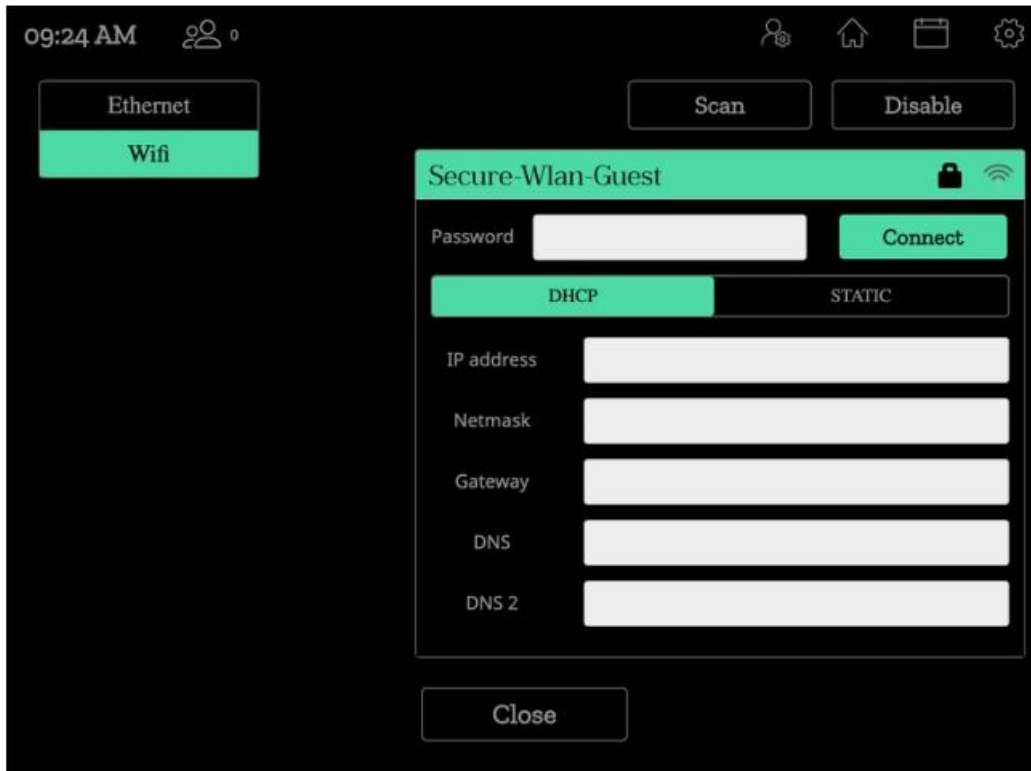 09:24 AM 0
Ethernet
Scan Disable
Wifi
Secure-Wlan-Guest
Password Connect
DHCP STATIC
IP address
Netmask
Gateway
DNS
DNS 2
Close